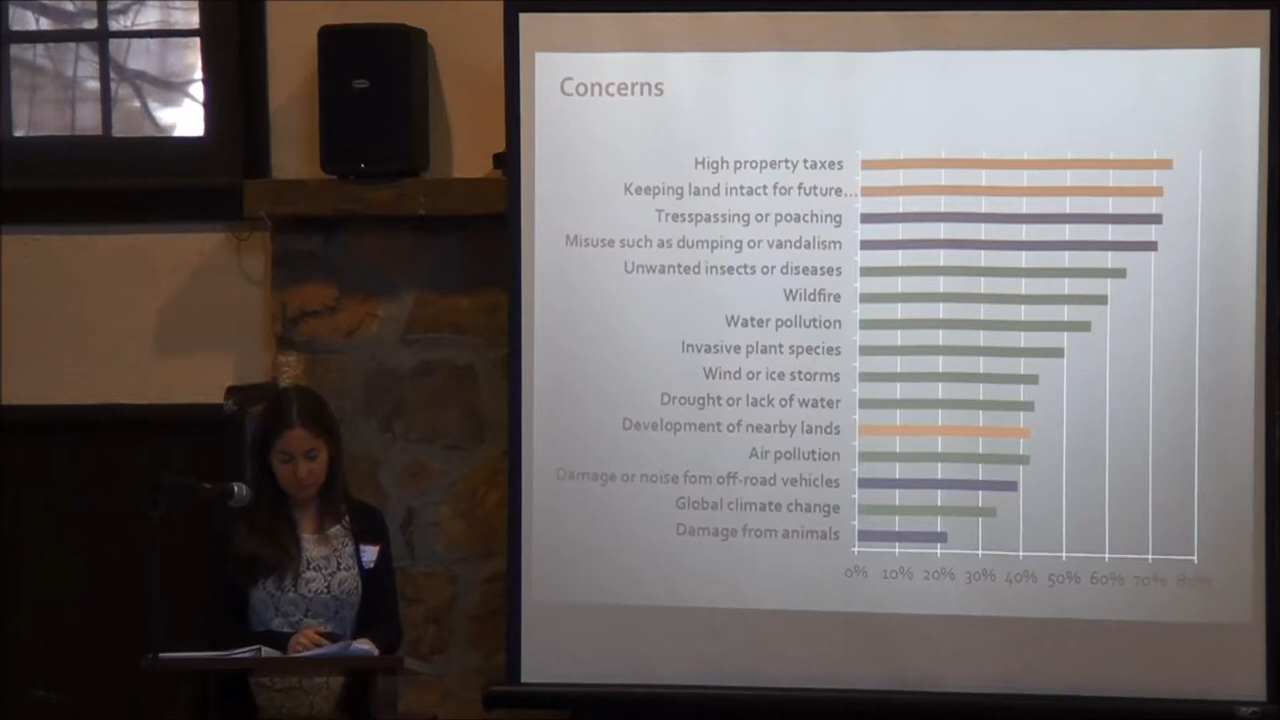 Concerns
High property taxes
Keeping land intact for future...
Tresspassing or poaching
Misuse such as dumping or vandalism
Unwanted insects or diseases
Wildfire
Water pollution
Invasive plant species
Wind or ice storms
Drought or lack of water
Development of nearby lands
Air pollution
Damage or noise fom off-road vehicles
Global climate change
Damage from animals
0% 10% 20% 30% 40% 50% 60% 70% 80%